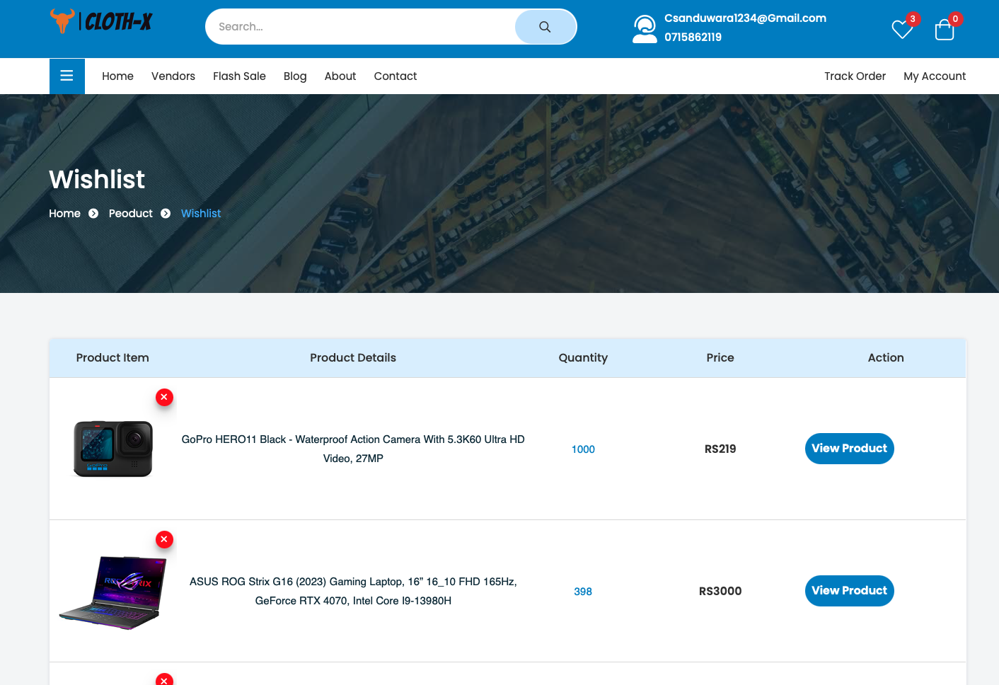 CLOTH-X
Search...
Csanduwara1234@Gmail.com
0715862119
3
0
Home Vendors Flash Sale Blog About Contact Track Order My Account
Wishlist
Home Peoduct Wishlist
Product Item Product Details Quantity Price Action
GoPro HERO11 Black - Waterproof Action Camera With 5.3K60 Ultra HD
Video, 27MP
1000
RS219
View Product
GoPro
ASUS ROG Strix G16 (2023) Gaming Laptop, 16” 16_10 FHD 165Hz,
GeForce RTX 4070, Intel Core I9-13980H
398
RS3000
View Product